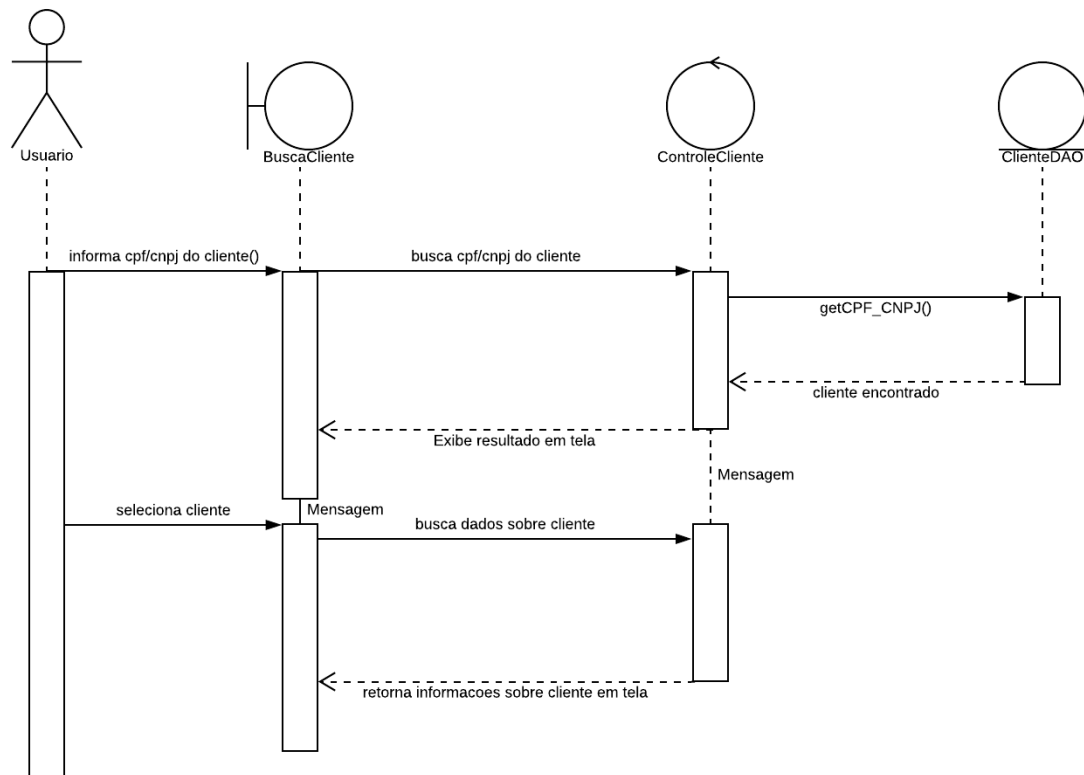 Usuario
BuscaCliente
ControleCliente
ClienteDAO
informa cpf/cnpj do cliente()
busca cpf/cnpj do cliente
getCPF_CNPJ()
cliente encontrado
Exibe resultado em tela
Mensagem
seleciona cliente
Mensagem
busca dados sobre cliente
retorna informacoes sobre cliente em tela